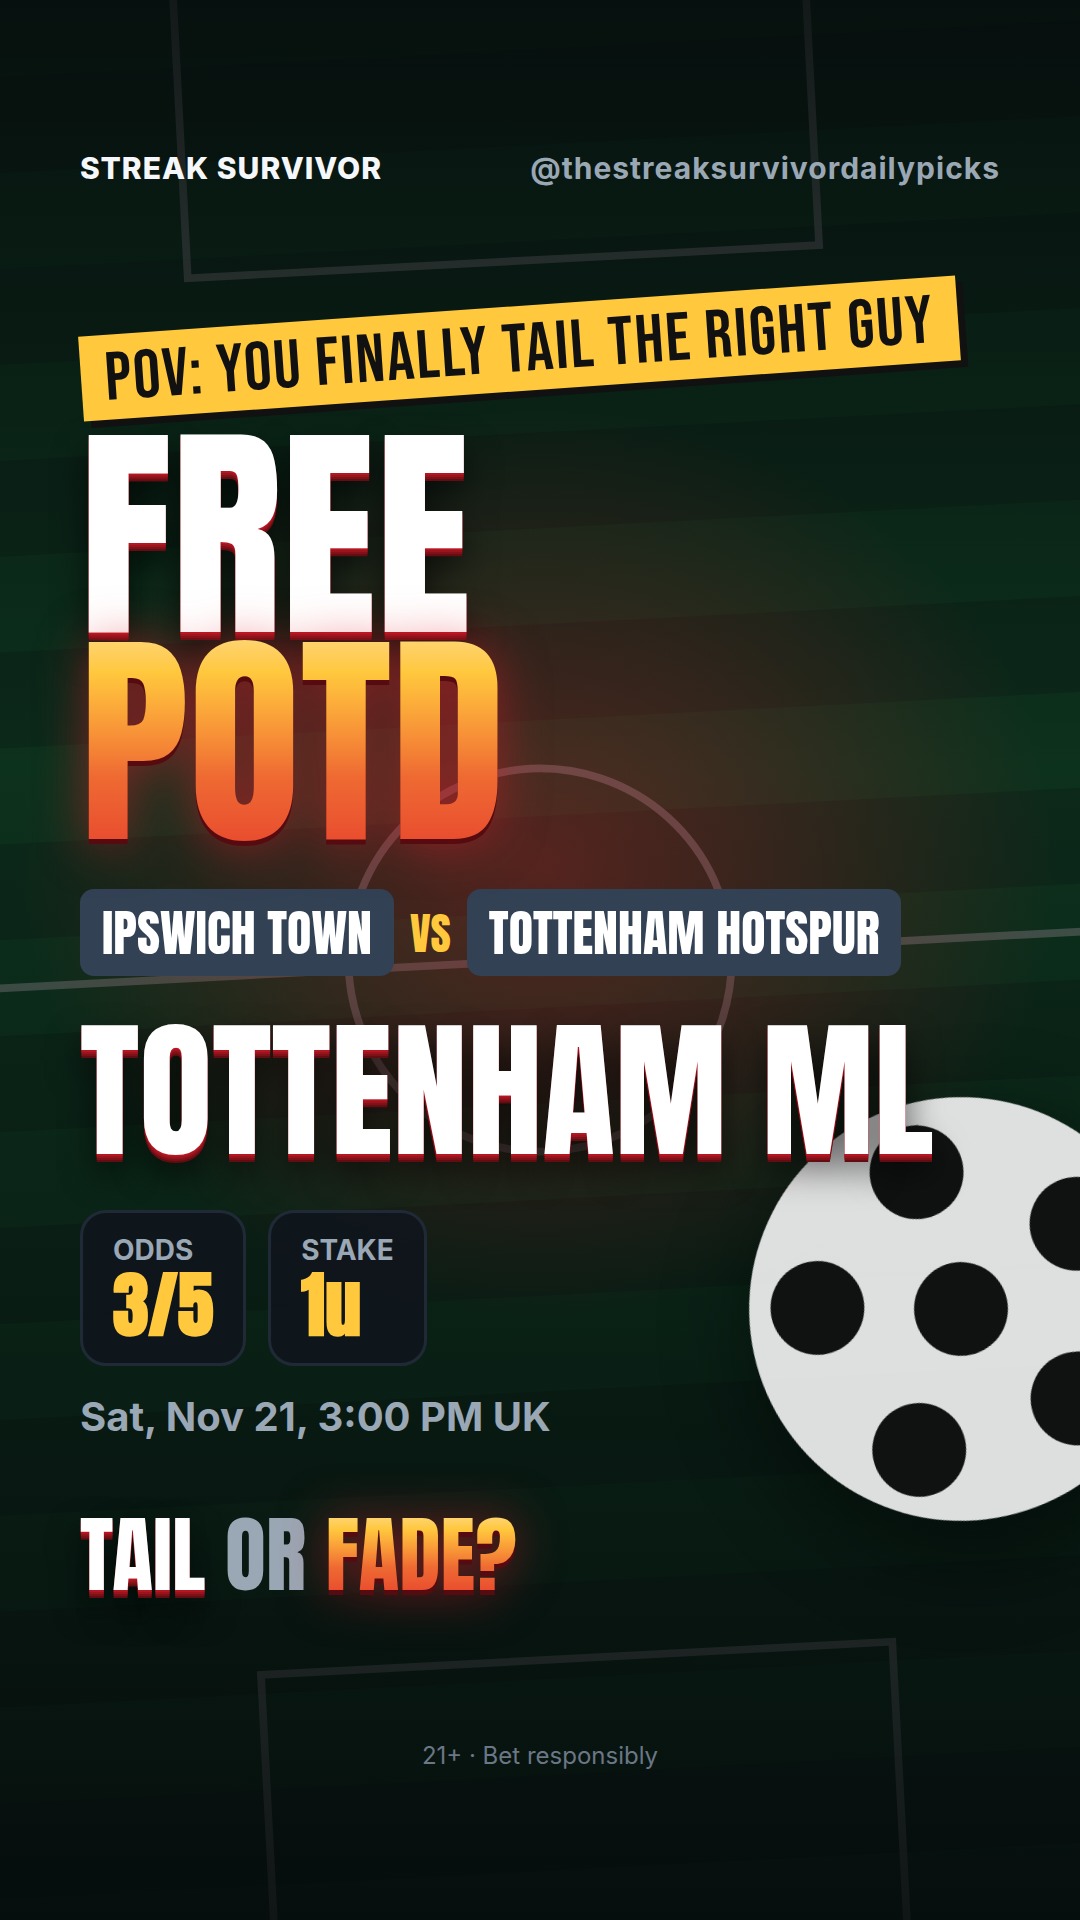 STREAK SURVIVOR
@thestreaksurvivordailypicks
POV: YOU FINALLY TAIL THE RIGHT GUY
FREE
POTD
IPSWICH TOWN VS TOTTENHAM HOTSPUR
TOTTENHAM ML
ODDS
3/5
STAKE
1u
Sat, Nov 21, 3:00 PM UK
TAIL OR FADE?
21+ · Bet responsibly